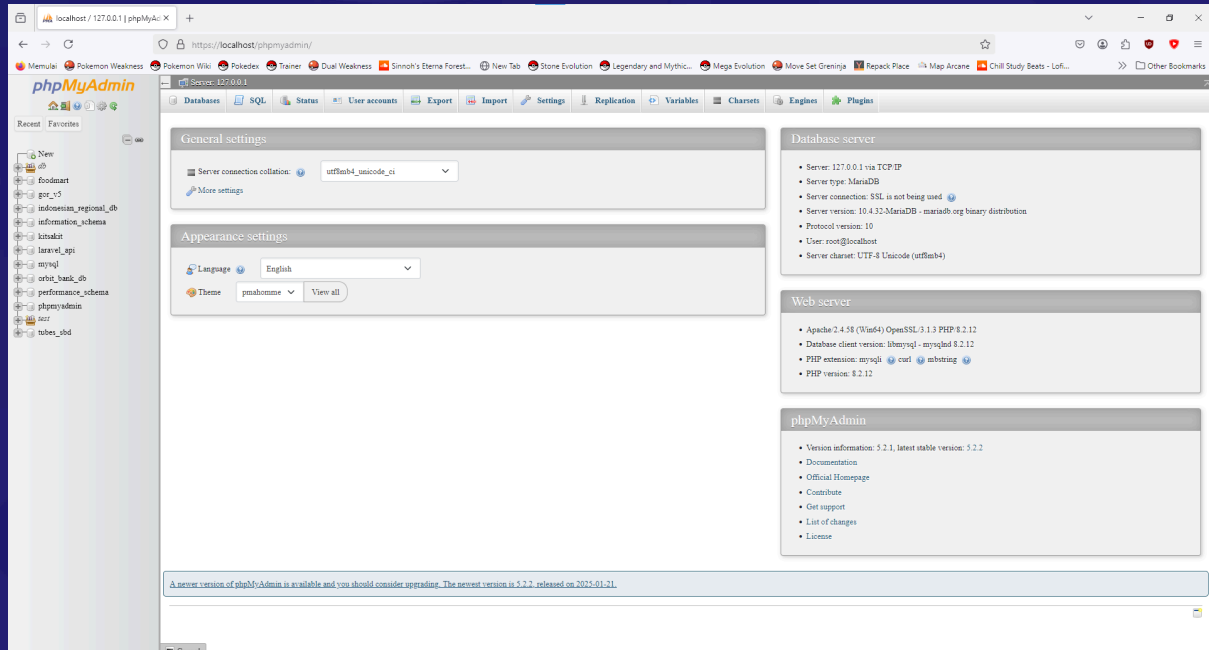 localhost / 127.0.0.1 | phpMyAd
https://localhost/phpmyadmin/
Memulai Pokemon Weakness Pokemon Wiki Pokedex Trainer Dual Weakness Sinnoh's Eterna Forest... New Tab Stone Evolution Legendary and Mythic... Mega Evolution Move Set Greninja Repack Place Map Arcane Chill Study Beats - Lofi... Other Bookmarks
phpMyAdmin
Recent Favorites
New
db
foodmart
gor_v5
indonesian_regional_db
information_schema
kitsakit
laravel_api
mysql
orbit_bank_db
performance_schema
phpmyadmin
test
tubes_sbd
Server: 127.0.0.1
Databases SQL Status User accounts Export Import Settings Replication Variables Charsets Engines Plugins
General settings
Server connection collation: utf8mb4_unicode_ci
More settings
Appearance settings
Language English
Theme pmahomme View all
Database server
Server: 127.0.0.1 via TCP/IP
Server type: MariaDB
Server connection: SSL is not being used
Server version: 10.4.32-MariaDB - mariadb.org binary distribution
Protocol version: 10
User: root@localhost
Server charset: UTF-8 Unicode (utf8mb4)
Web server
Apache/2.4.58 (Win64) OpenSSL/3.1.3 PHP/8.2.12
Database client version: libmysql - mysqlnd 8.2.12
PHP extension: mysqli curl mbstring
PHP version: 8.2.12
phpMyAdmin
Version information: 5.2.1, latest stable version: 5.2.2
Documentation
Official Homepage
Contribute
Get support
List of changes
License
A newer version of phpMyAdmin is available and you should consider upgrading. The newest version is 5.2.2, released on 2025-01-21.